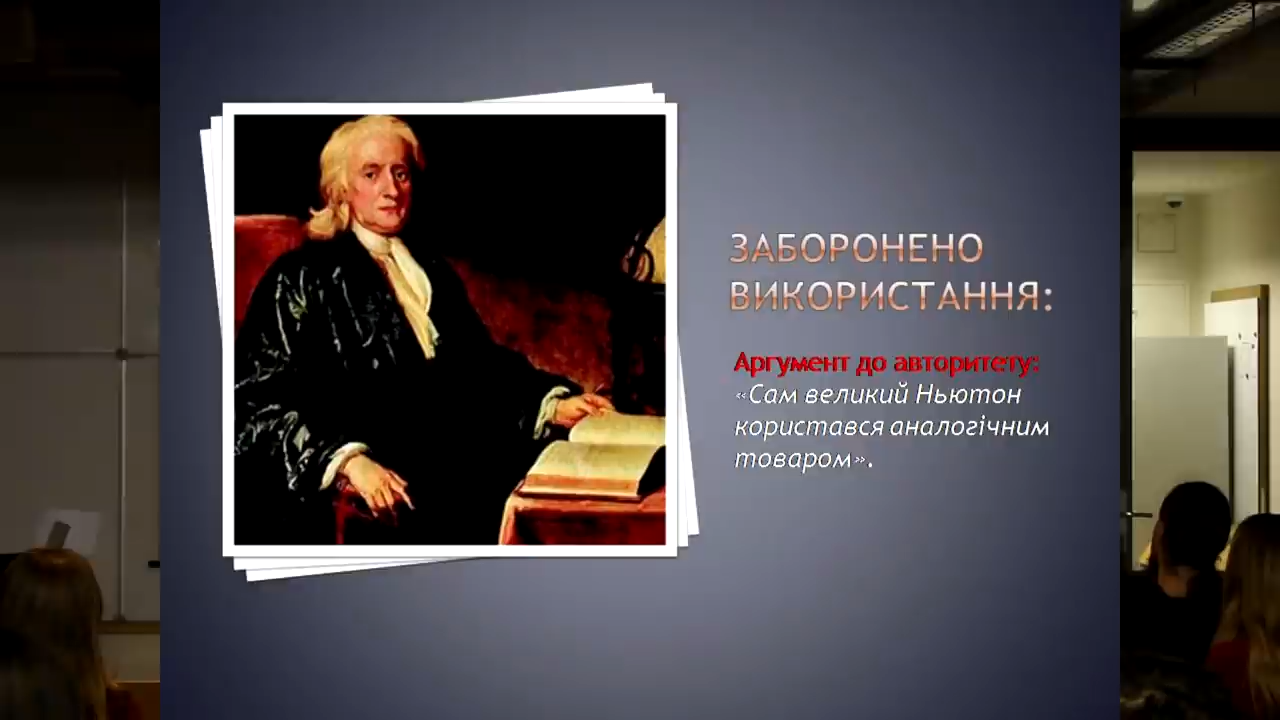 ЗАБОРОНЕНО
ВИКОРИСТАННЯ:
Аргумент до авторитету:
«Сам великий Ньютон
користався аналогічним
товаром».